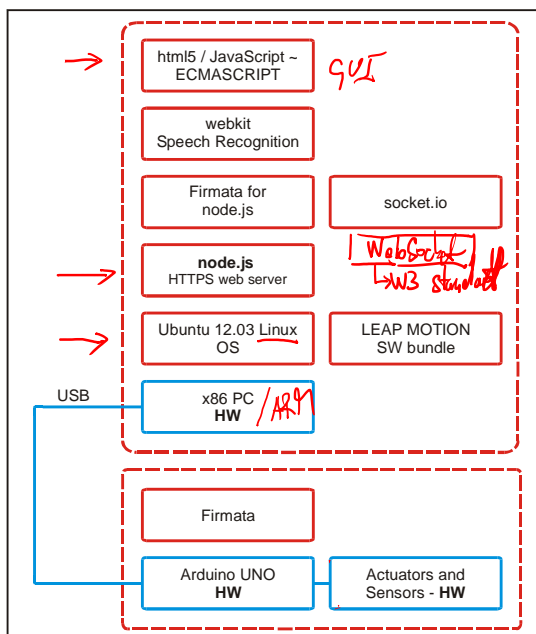 html5 / JavaScript ~
ECMASCRIPT
GUI
webkit
Speech Recognition
Firmata for
node.js
socket.io
node.js
HTTPS web server
WebSocket
↳W3 standard
Ubuntu 12.03 Linux
OS
LEAP MOTION
SW bundle
USB
x86 PC
HW
/ARM
Firmata
Arduino UNO
HW
Actuators and
Sensors - HW